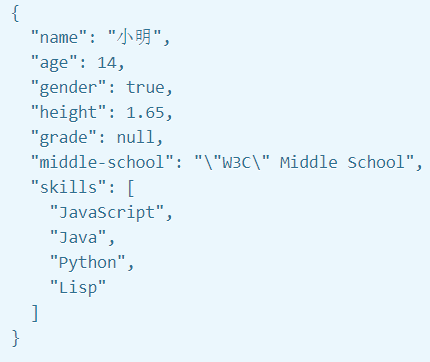 {
  "name": "小明",
  "age": 14,
  "gender": true,
  "height": 1.65,
  "grade": null,
  "middle-school": "\"W3C\" Middle School",
  "skills": [
    "JavaScript",
    "Java",
    "Python",
    "Lisp"
  ]
}